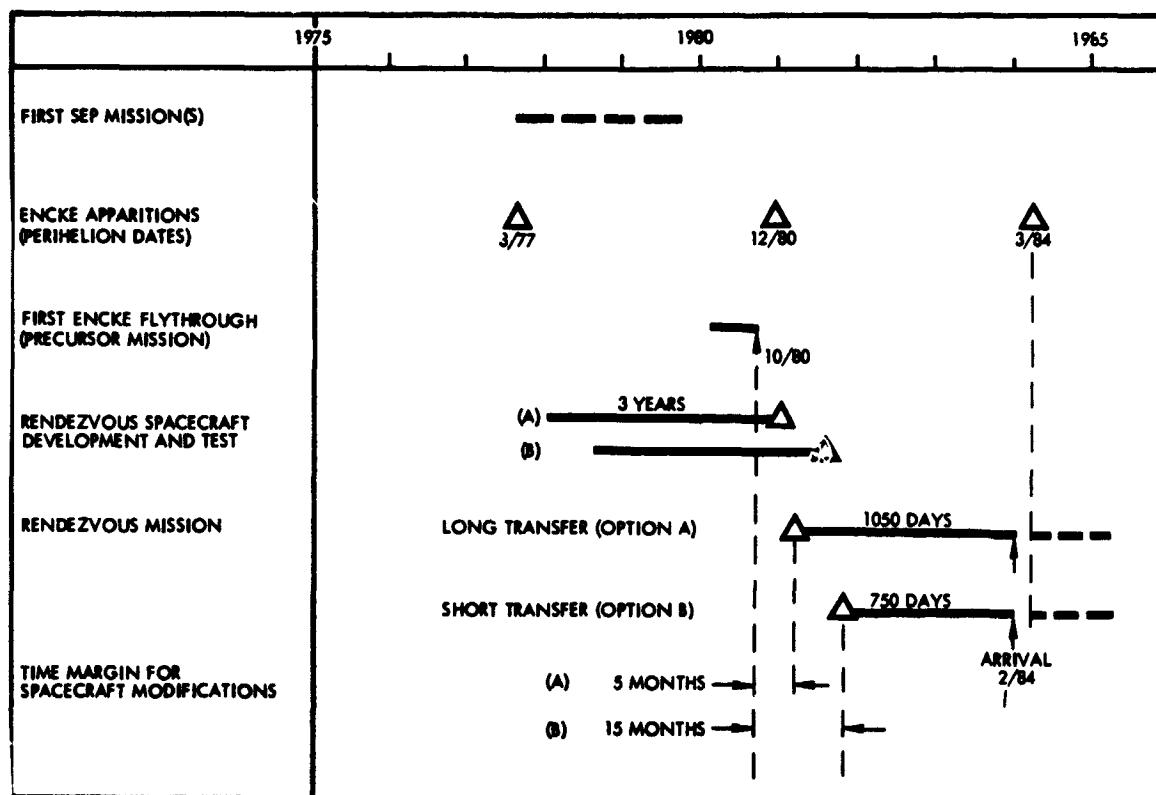 1975 1980 1965
FIRST SEP MISSION(S)
ENCKE APPARITIONS
(PERIHELION DATES)
3/77 12/80 3/84
FIRST ENCKE FLYTHROUGH
(PRECURSOR MISSION)
10/80
RENDEZVOUS SPACECRAFT
DEVELOPMENT AND TEST
(A) 3 YEARS
(B)
RENDEZVOUS MISSION
LONG TRANSFER (OPTION A) 1050 DAYS
SHORT TRANSFER (OPTION B) 750 DAYS
ARRIVAL
2/84
TIME MARGIN FOR
SPACECRAFT MODIFICATIONS
(A) 5 MONTHS
(B) 15 MONTHS